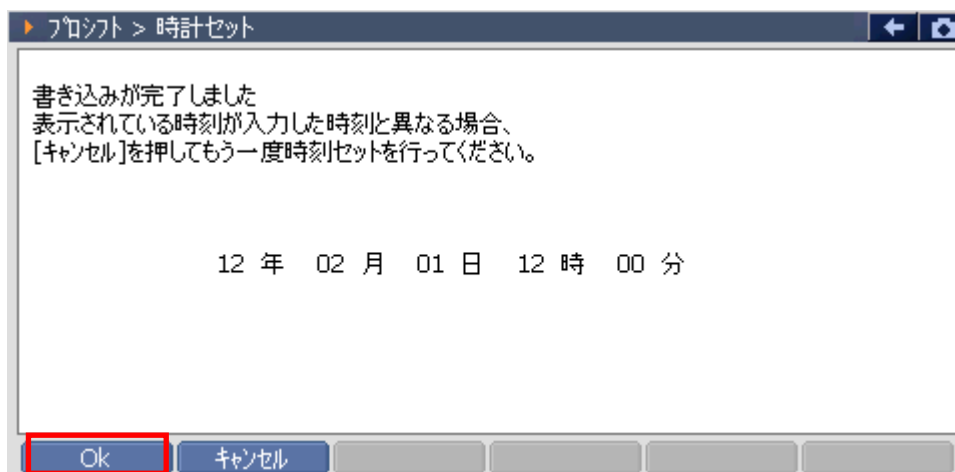 プロシフト > 時計セット
書き込みが完了しました
表示されている時刻が入力した時刻と異なる場合、
[キャンセル]を押してもう一度時刻セットを行ってください。
12 年 02 月 01 日 12 時 00 分
Ok キャンセル